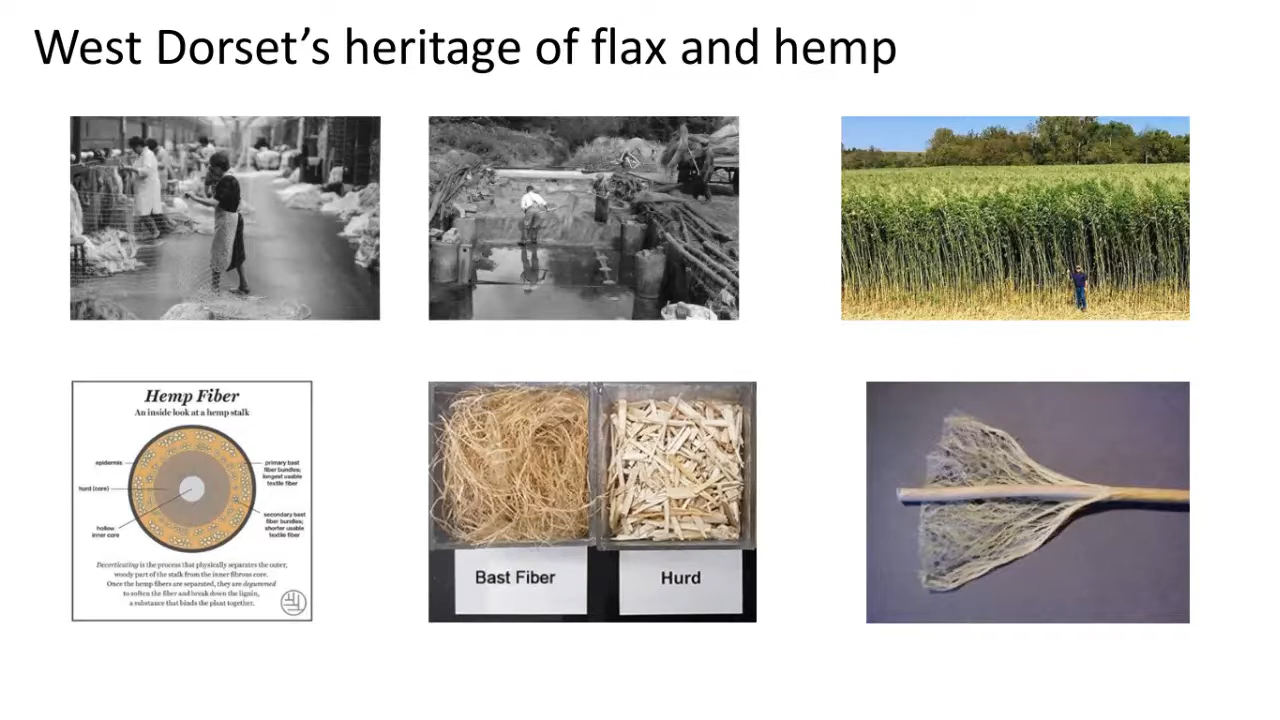 West Dorset's heritage of flax and hemp
Hemp Fiber
An inside look at a hemp stalk
epidermis
hurd (core)
hollow
inner core
primary bast
fiber bundles;
longest usable
textile fiber
secondary bast
fiber bundles;
shorter usable
textile fiber
Decorticating is the process that physically separates the outer,
woody part of the stalk from the inner fibrous core.
Once the hemp fibers are separated, they are degummed
to soften the fiber and break down the lignin,
a substance that binds the plant together.
Bast Fiber
Hurd